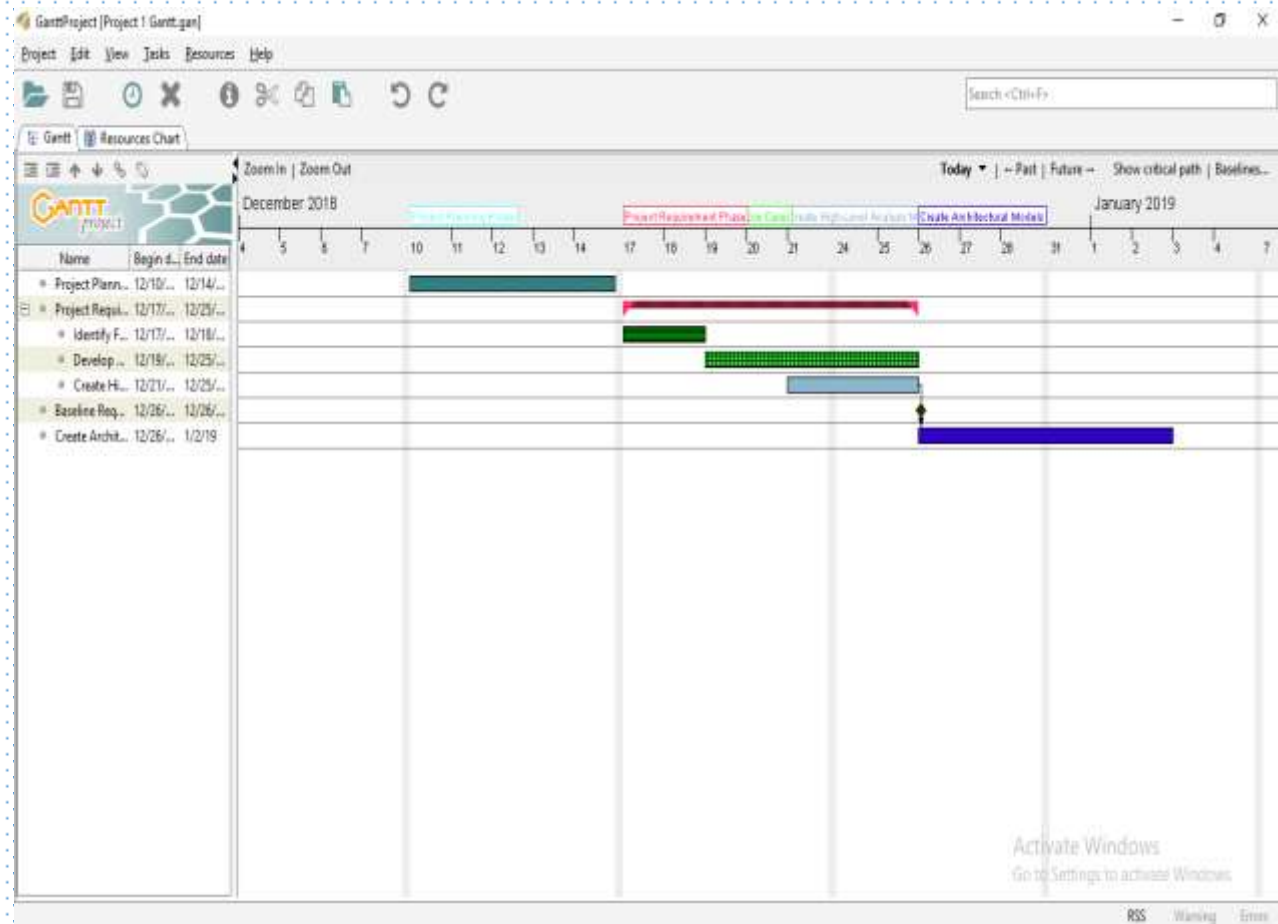 GanttProject [Project 1 Gantt.gan]
Project Edit View Tasks Resources Help
Search <Ctrl+F>
Gantt Resources Chart
Zoom In | Zoom Out
Today ▼ | ← Past | Future → Show critical path | Baselines...
GANTT
project
December 2018
January 2019
Project Requirement Phase
Create Architectural Models
4 5 6 7 10 11 12 13 14 17 18 19 20 21 24 25 26 27 28 31 1 2 3 4 7
Name Begin d... End date
Project Plann... 12/10/... 12/14/...
Project Requi... 12/17/... 12/25/...
Identify F... 12/17/... 12/18/...
Develop ... 12/19/... 12/25/...
Create Hi... 12/21/... 12/25/...
Baseline Req... 12/26/... 12/26/...
Create Archit... 12/26/... 1/2/19
Activate Windows
Go to Settings to activate Windows.
RSS Warning Errors